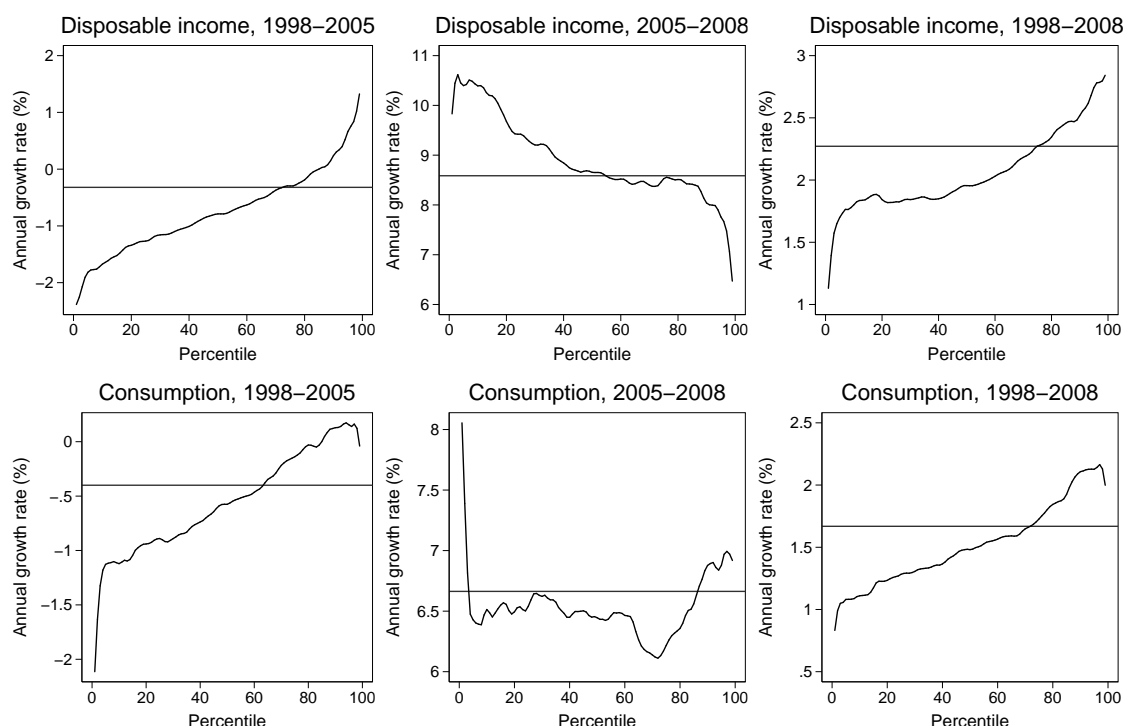 Disposable income, 1998−2005
Annual growth rate (%)
2
1
0
−1
−2
0 20 40 60 80 100
Percentile
Disposable income, 2005−2008
Annual growth rate (%)
11
10
9
8
7
6
0 20 40 60 80 100
Percentile
Disposable income, 1998−2008
Annual growth rate (%)
3
2.5
2
1.5
1
0 20 40 60 80 100
Percentile
Consumption, 1998−2005
Annual growth rate (%)
0
−.5
−1
−1.5
−2
0 20 40 60 80 100
Percentile
Consumption, 2005−2008
Annual growth rate (%)
8
7.5
7
6.5
6
0 20 40 60 80 100
Percentile
Consumption, 1998−2008
Annual growth rate (%)
2.5
2
1.5
1
.5
0 20 40 60 80 100
Percentile